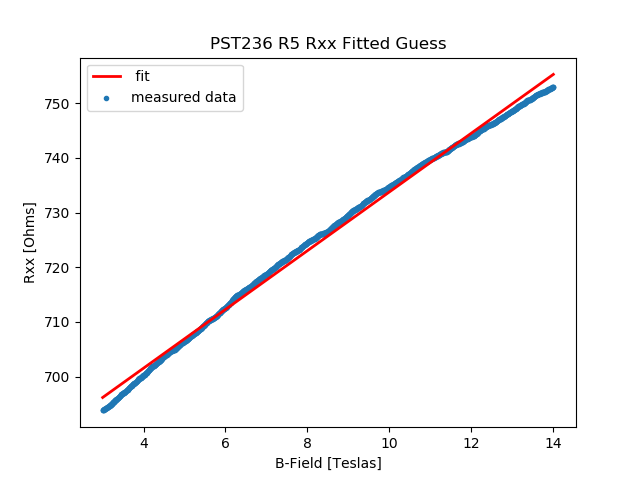 PST236 R5 Rxx Fitted Guess
fit
measured data
750
740
730
720
710
700
Rxx [Ohms]
4 6 8 10 12 14
B-Field [Teslas]